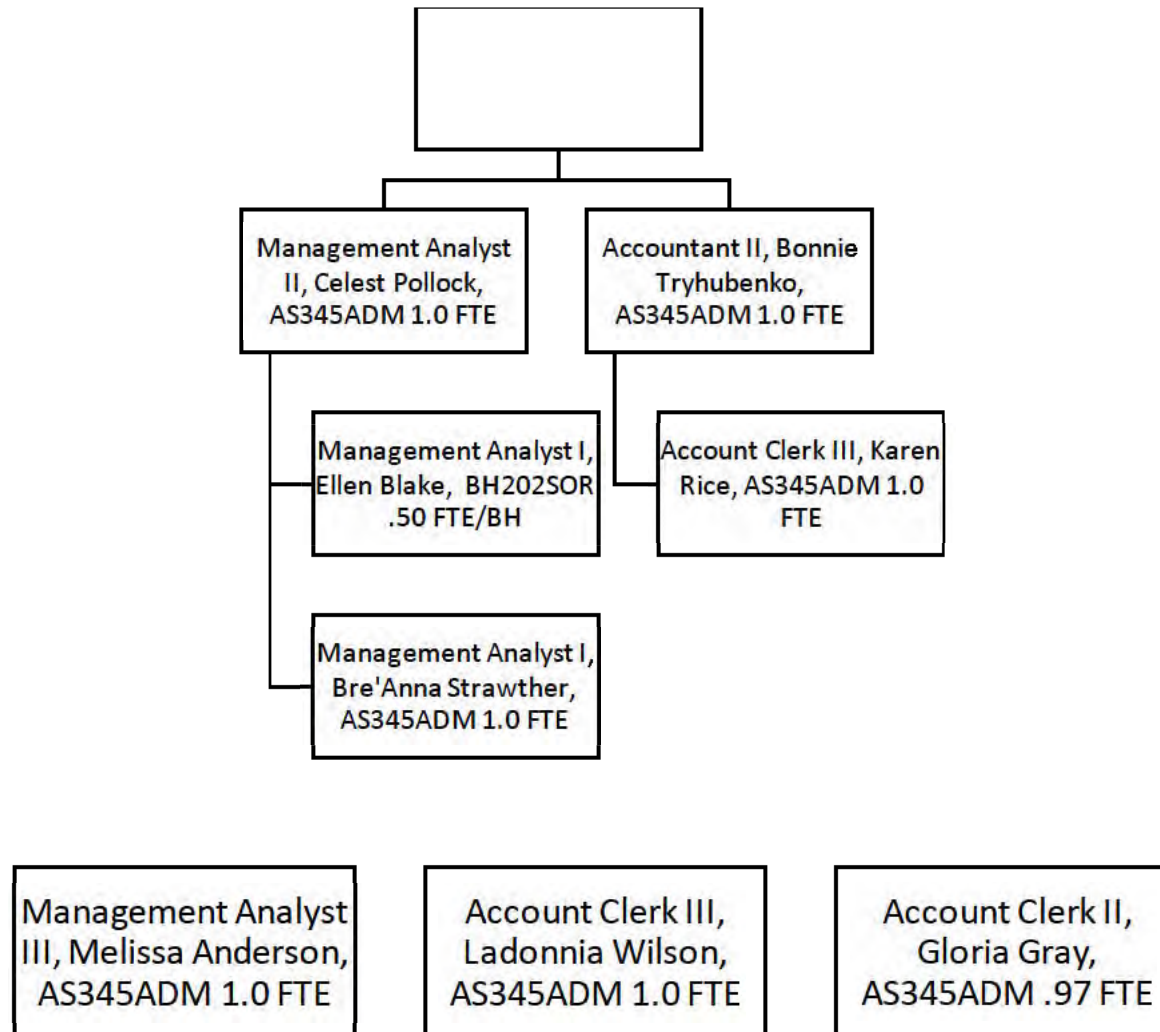 Management Analyst
II, Celest Pollock,
AS345ADM 1.0 FTE
Accountant II, Bonnie
Tryhubenko,
AS345ADM 1.0 FTE
Management Analyst I,
Ellen Blake, BH202SOR
.50 FTE/BH
Account Clerk III, Karen
Rice, AS345ADM 1.0
FTE
Management Analyst I,
Bre'Anna Strawther,
AS345ADM 1.0 FTE
Management Analyst
III, Melissa Anderson,
AS345ADM 1.0 FTE
Account Clerk III,
Ladonnia Wilson,
AS345ADM 1.0 FTE
Account Clerk II,
Gloria Gray,
AS345ADM .97 FTE